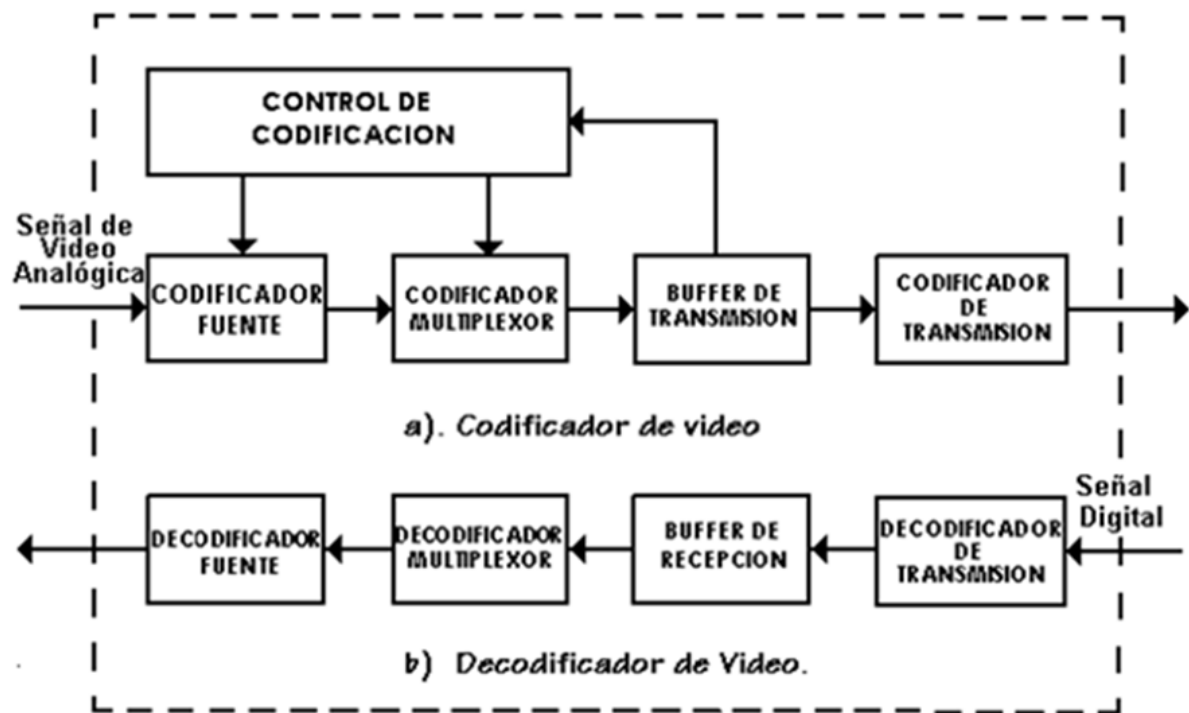 CONTROL DE
CODIFICACION
Señal de
Video
Analógica
CODIFICADOR
FUENTE
CODIFICADOR
MULTIPLEXOR
BUFFER DE
TRANSMISION
CODIFICADOR
DE
TRANSMISION
a). Codificador de video
Señal
Digital
DECODIFICADOR
FUENTE
DECODIFICADOR
MULTIPLEXOR
BUFFER DE
RECEPCION
DECODIFICADOR
DE
TRANSMISION
b) Decodificador de Video.